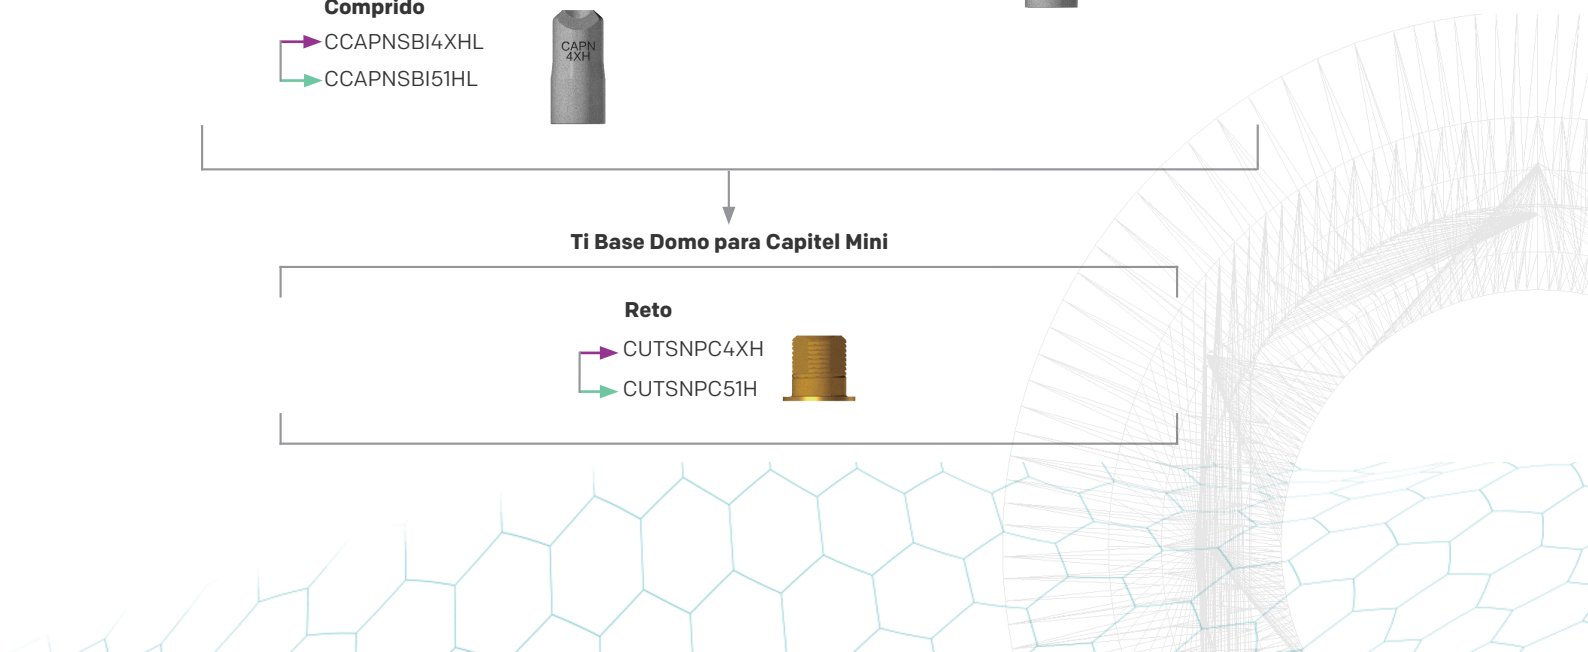 Comprido
CCAPNSBI4XHL
CCAPNSBI51HL
CAPN
4XH
Ti Base Domo para Capitel Mini
Reto
CUTSNPC4XH
CUTSNPC51H